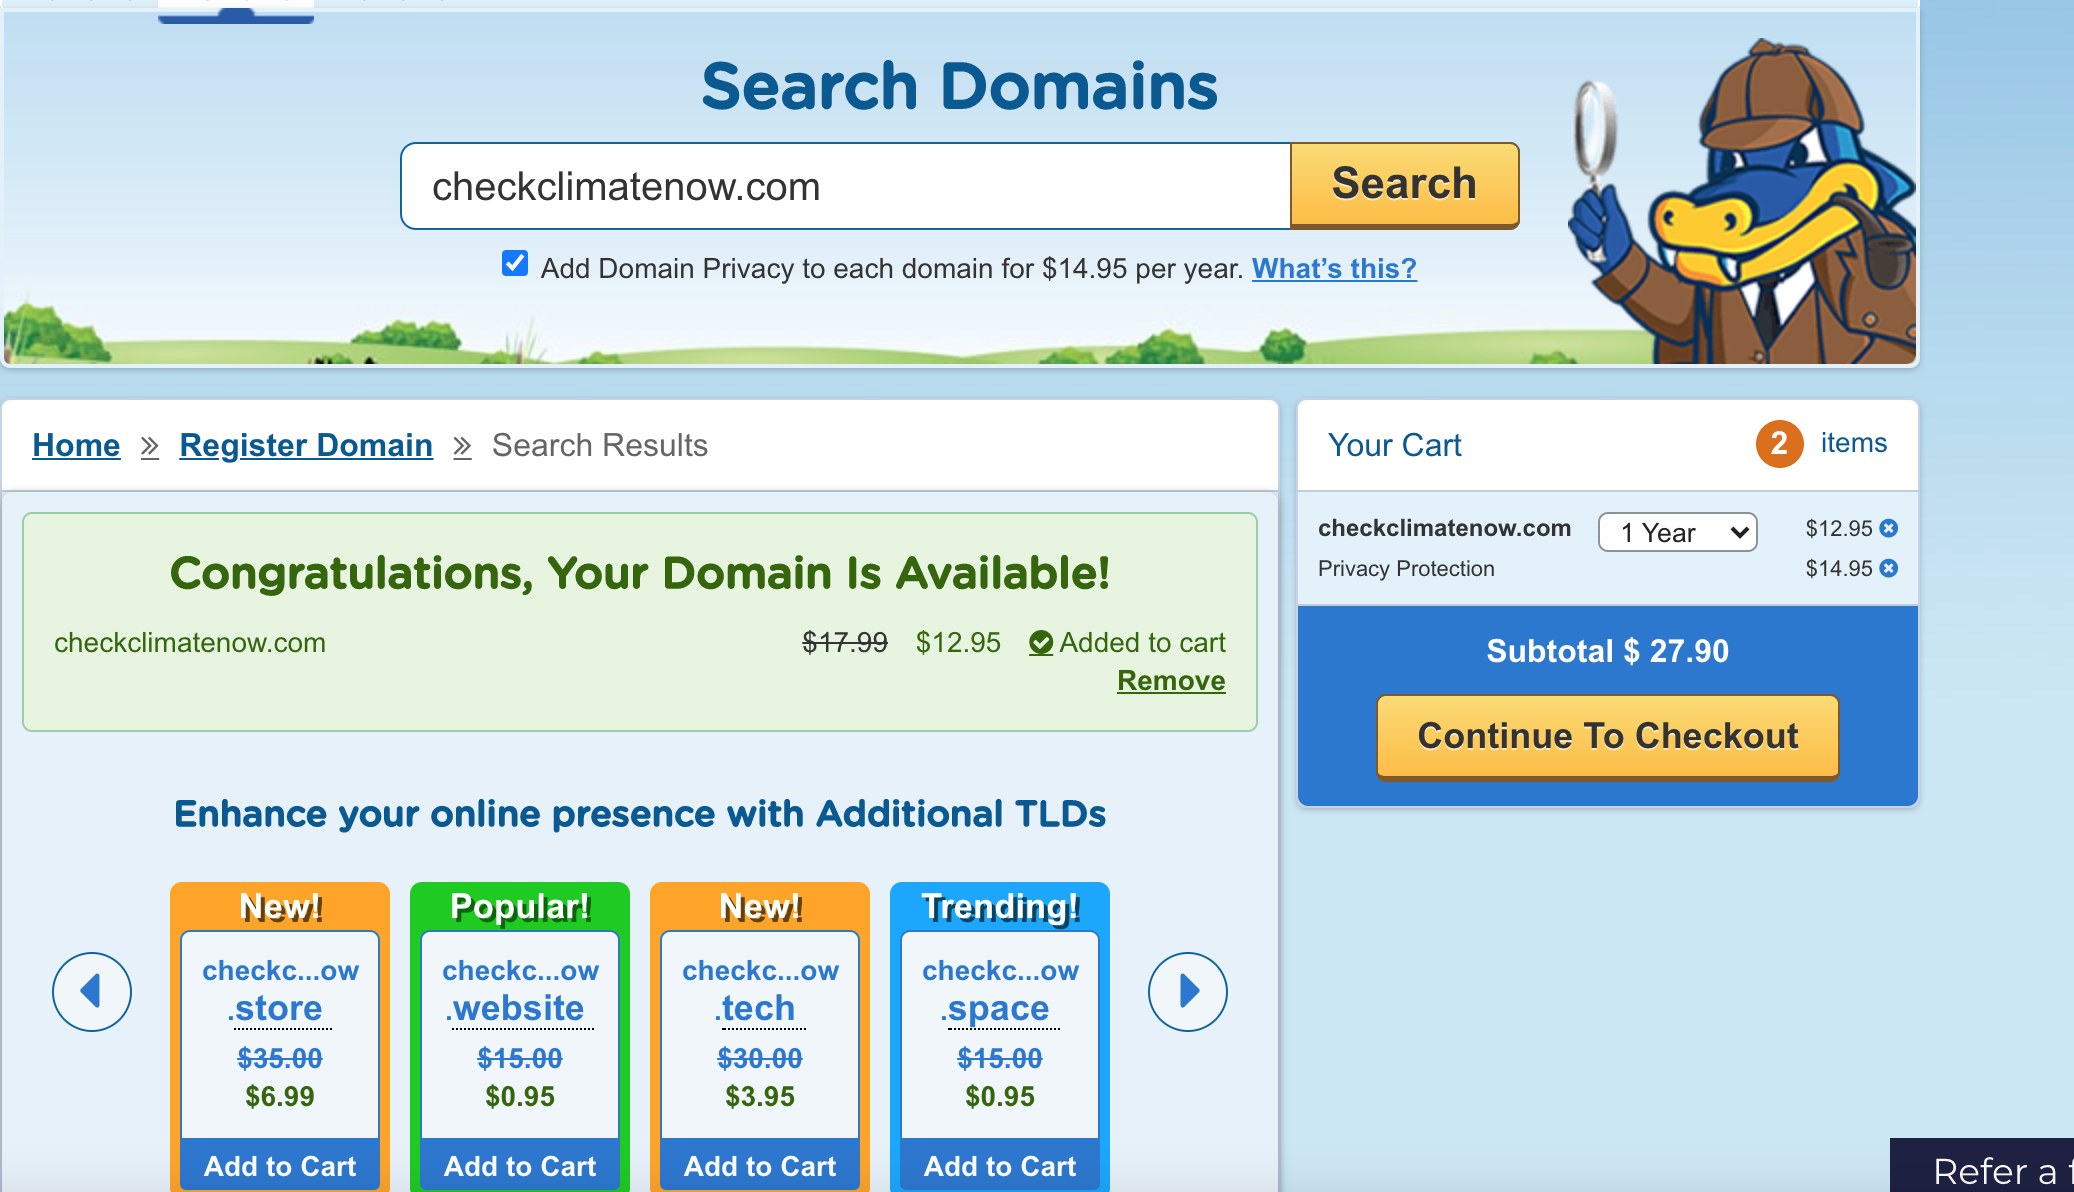 Search Domains
checkclimatenow.com
Search
Add Domain Privacy to each domain for $14.95 per year. What's this?
Home » Register Domain » Search Results
Congratulations, Your Domain Is Available!
checkclimatenow.com $17.99 $12.95 Added to cart
Remove
Your Cart 2 items
checkclimatenow.com 1 Year $12.95
Privacy Protection $14.95
Subtotal $ 27.90
Continue To Checkout
Enhance your online presence with Additional TLDs
New!
checkc...ow
.store
$35.00
$6.99
Add to Cart
Popular!
checkc...ow
.website
$15.00
$0.95
Add to Cart
New!
checkc...ow
.tech
$30.00
$3.95
Add to Cart
Trending!
checkc...ow
.space
$15.00
$0.95
Add to Cart
Refer a